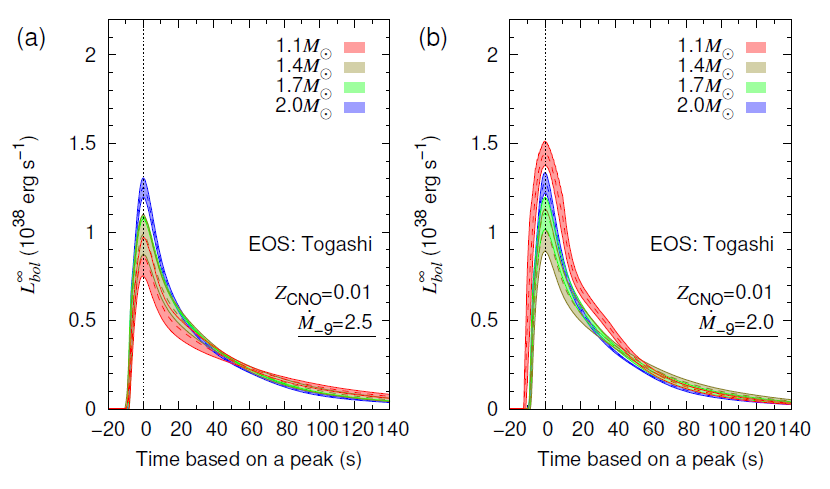 (a)
2
1.5
1
0.5
0
L∞bol (10³⁸ erg s⁻¹)
1.1M⊙
1.4M⊙
1.7M⊙
2.0M⊙
EOS: Togashi
ZCNO=0.01
Ṁ₋₉=2.5
−20 0 20 40 60 80 100 120 140
Time based on a peak (s)
(b)
2
1.5
1
0.5
0
L∞bol (10³⁸ erg s⁻¹)
1.1M⊙
1.4M⊙
1.7M⊙
2.0M⊙
EOS: Togashi
ZCNO=0.01
Ṁ₋₉=2.0
−20 0 20 40 60 80 100 120 140
Time based on a peak (s)